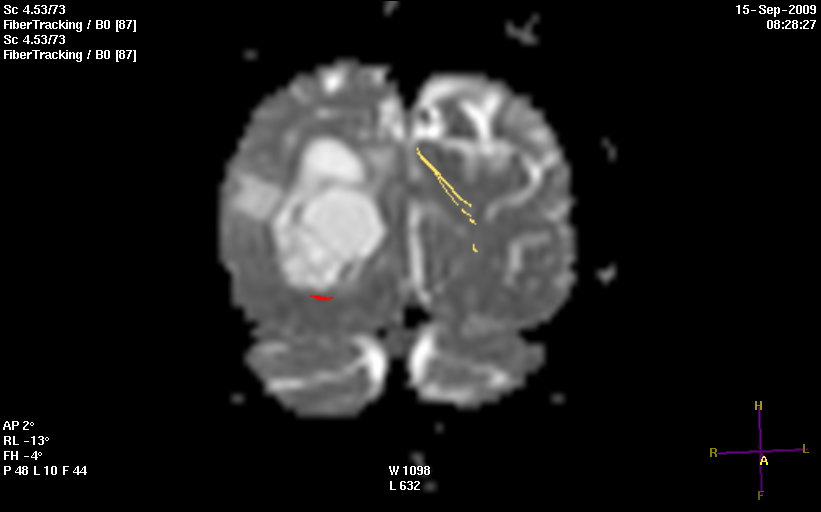 Sc 4.53/73
FiberTracking / B0 [87]
Sc 4.53/73
FiberTracking / B0 [87]
15-Sep-2009
08:28:27
AP 2°
RL -13°
FH -4°
P 48 L 10 F 44
W 1098
L 632
H
R
L
A
F